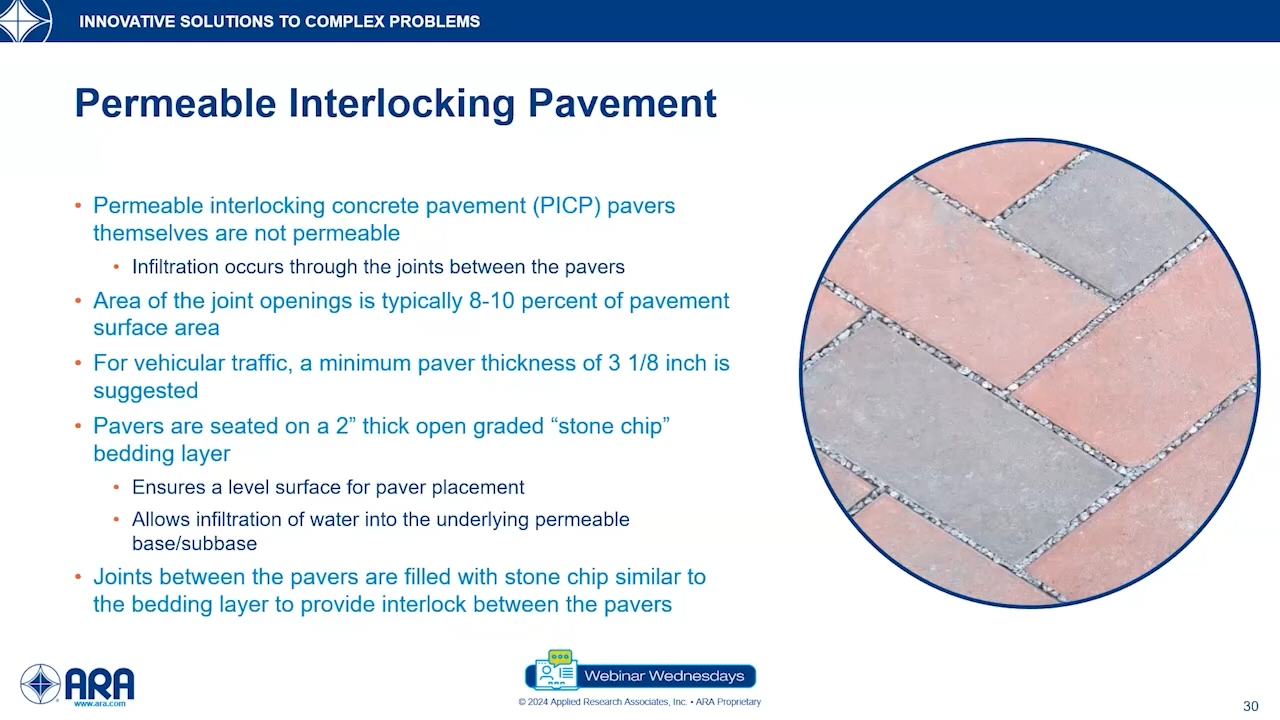 INNOVATIVE SOLUTIONS TO COMPLEX PROBLEMS
Permeable Interlocking Pavement
• Permeable interlocking concrete pavement (PICP) pavers
themselves are not permeable
• Infiltration occurs through the joints between the pavers
• Area of the joint openings is typically 8-10 percent of pavement
surface area
• For vehicular traffic, a minimum paver thickness of 3 1/8 inch is
suggested
• Pavers are seated on a 2” thick open graded “stone chip”
bedding layer
• Ensures a level surface for paver placement
• Allows infiltration of water into the underlying permeable
base/subbase
• Joints between the pavers are filled with stone chip similar to
the bedding layer to provide interlock between the pavers
ARA
www.ara.com
Webinar Wednesdays
© 2024 Applied Research Associates, Inc. • ARA Proprietary
30